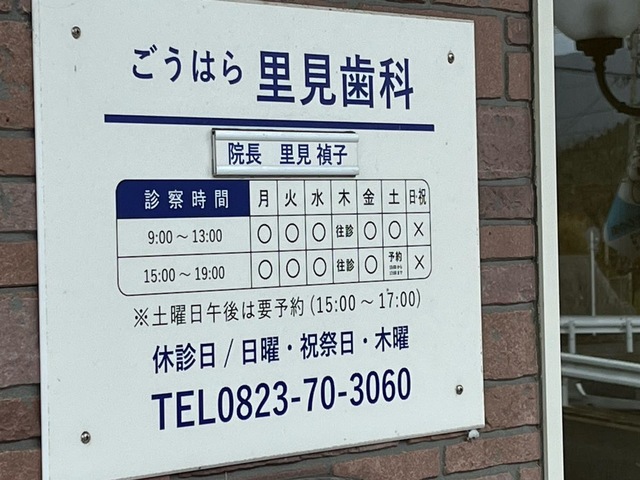 ごうはら 里見歯科
院長 里見 禎子
診察時間 月 火 水 木 金 土 日・祝
9:00～13:00 〇 〇 〇 往診 〇 〇 ×
15:00～19:00 〇 〇 〇 往診 〇 予約 ×
※土曜日午後は要予約(15:00～17:00)
休診日/日曜・祝祭日・木曜
TEL0823-70-3060